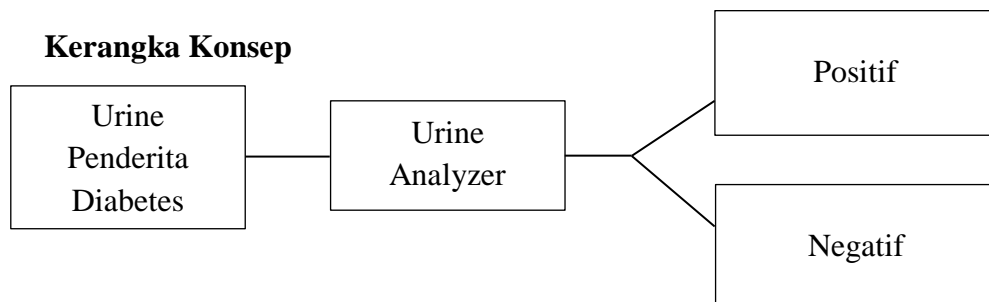 Kerangka Konsep
Urine
Penderita
Diabetes
Urine
Analyzer
Positif
Negatif